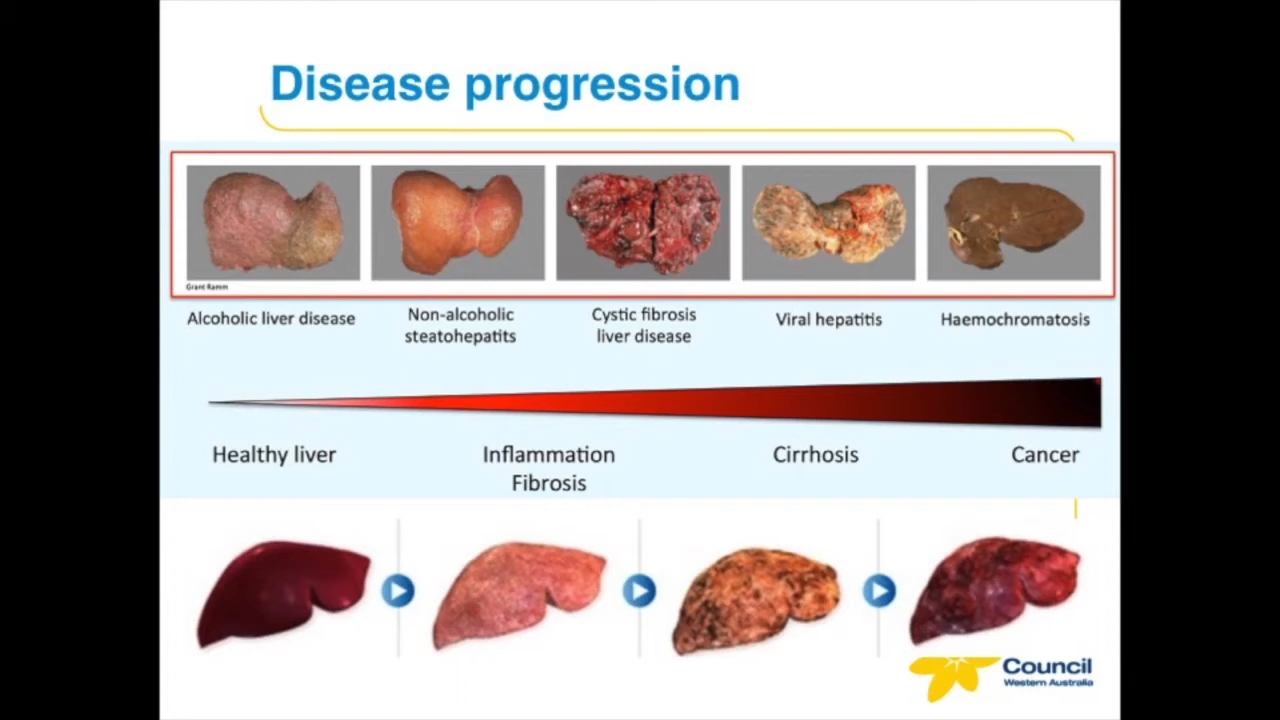 Disease progression
Grant Ramm
Alcoholic liver disease
Non-alcoholic
steatohepatits
Cystic fibrosis
liver disease
Viral hepatitis
Haemochromatosis
Healthy liver
Inflammation
Fibrosis
Cirrhosis
Cancer
Council
Western Australia